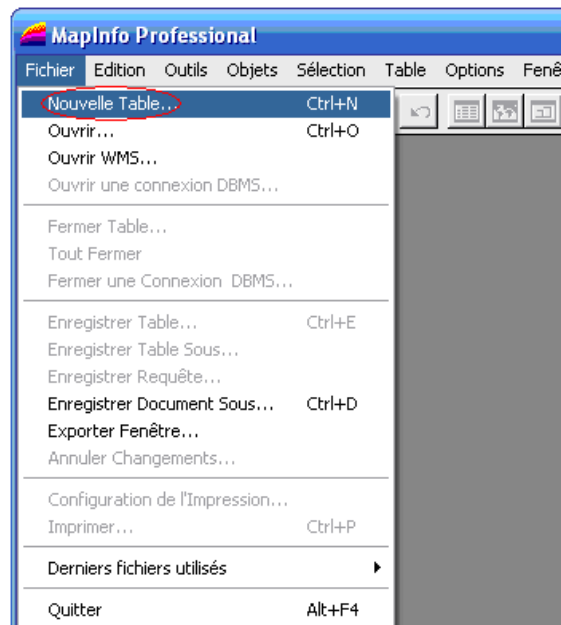 MapInfo Professional
Fichier Edition Outils Objets Sélection Table Options Fenê
Nouvelle Table... Ctrl+N
Ouvrir... Ctrl+O
Ouvrir WMS...
Ouvrir une connexion DBMS...
Fermer Table...
Tout Fermer
Fermer une Connexion DBMS...
Enregistrer Table... Ctrl+E
Enregistrer Table Sous...
Enregistrer Requête...
Enregistrer Document Sous... Ctrl+D
Exporter Fenêtre...
Annuler Changements...
Configuration de l'Impression...
Imprimer... Ctrl+P
Derniers fichiers utilisés
Quitter Alt+F4